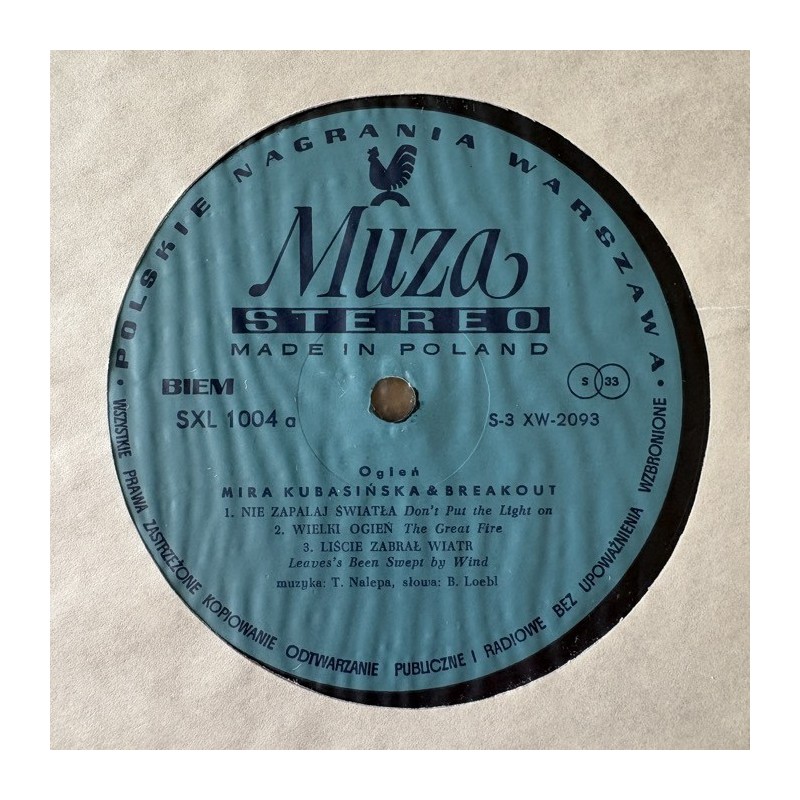 • POLSKIE NAGRANIA WARSZAWA •
Muza
STEREO
MADE IN POLAND
BIEM
S 33
SXL 1004 a
S-3 XW-2093
Ogień
MIRA KUBASIŃSKA & BREAKOUT
1. NIE ZAPALAJ ŚWIATŁA Don't Put the Light on
2. WIELKI OGIEŃ The Great Fire
3. LIŚCIE ZABRAŁ WIATR
Leaves's Been Swept by Wind
muzyka: T. Nalepa, słowa: B. Loebl
WSZYSTKIE PRAWA ZASTRZEŻONE KOPIOWANIE ODTWARZANIE PUBLICZNE I RADIOWE BEZ UPOWAŻNIENIA WZBRONIONE